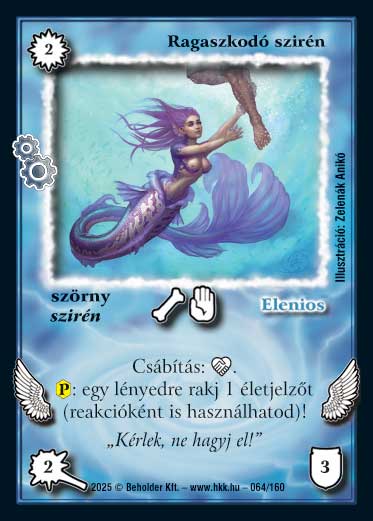 2
Ragaszkodó szirén
Illusztráció: Zelenák Anikó
szörny
szirén
Elenios
Csábítás: .
P: egy lényedre rakj 1 életjelzőt
(reakcióként is használhatod)!
„Kérlek, ne hagyj el!”
2
3
2025 © Beholder Kft. – www.hkk.hu – 064/160